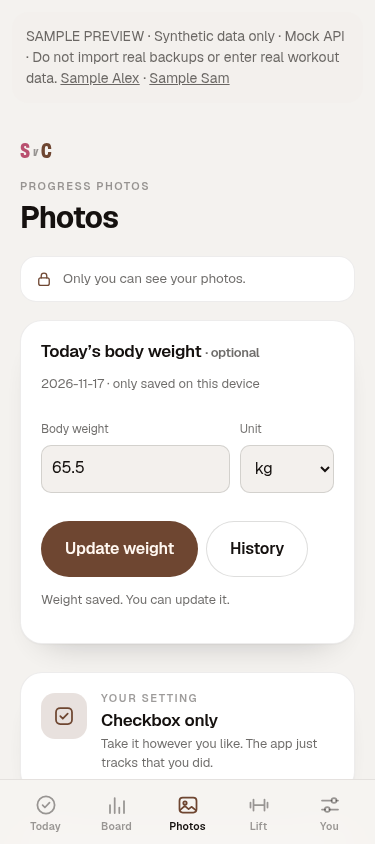 SAMPLE PREVIEW · Synthetic data only · Mock API
· Do not import real backups or enter real workout
data. Sample Alex · Sample Sam
S v C
PROGRESS PHOTOS
Photos
Only you can see your photos.
Today’s body weight · optional
2026-11-17 · only saved on this device
Body weight
Unit
65.5
kg
Update weight
History
Weight saved. You can update it.
YOUR SETTING
Checkbox only
Take it however you like. The app just
tracks that you did.
Today
Board
Photos
Lift
You